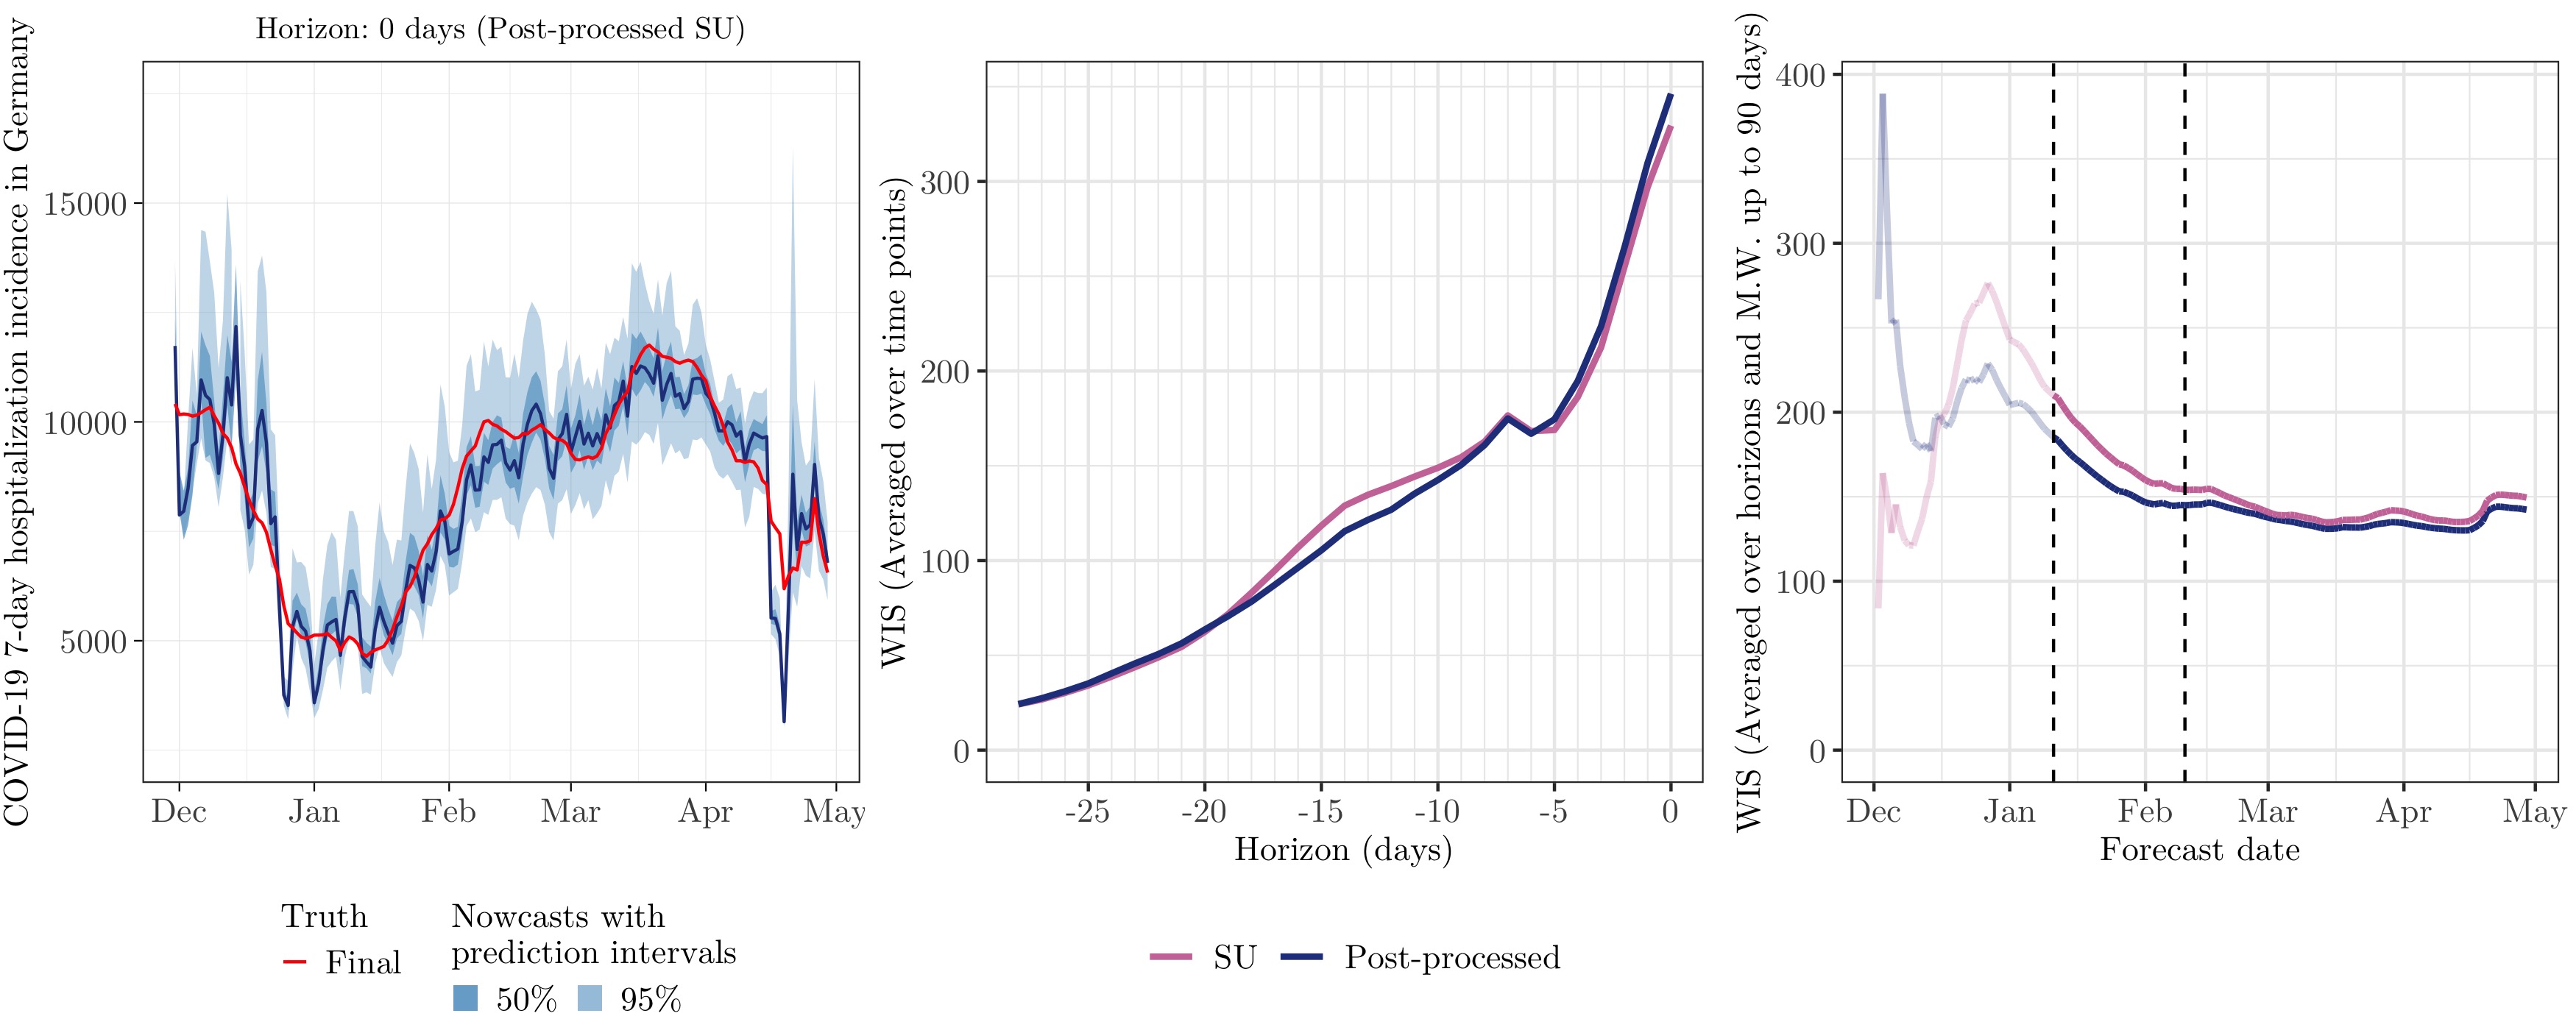 Horizon: 0 days (Post-processed SU)
COVID-19 7-day hospitalization incidence in Germany
15000
10000
5000
Dec Jan Feb Mar Apr May
Truth
Final
Nowcasts with
prediction intervals
50% 95%
WIS (Averaged over time points)
300
200
100
0
-25 -20 -15 -10 -5 0
Horizon (days)
SU Post-processed
WIS (Averaged over horizons and M.W. up to 90 days)
400
300
200
100
0
Dec Jan Feb Mar Apr May
Forecast date